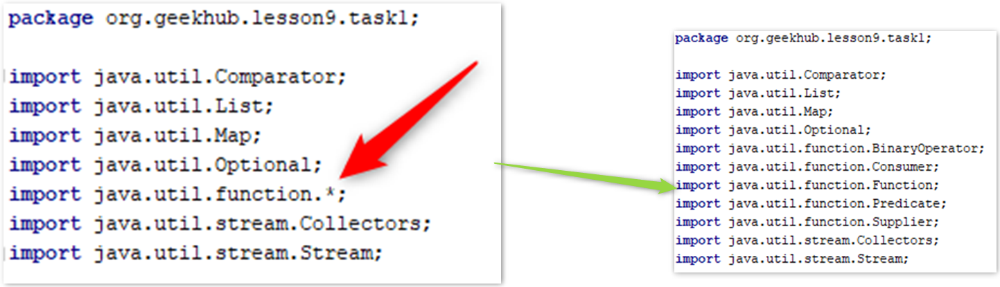 package org.geekhub.lesson9.task1;
import java.util.Comparator;
import java.util.List;
import java.util.Map;
import java.util.Optional;
import java.util.function.*;
import java.util.stream.Collectors;
import java.util.stream.Stream;
package org.geekhub.lesson9.task1;
import java.util.Comparator;
import java.util.List;
import java.util.Map;
import java.util.Optional;
import java.util.function.BinaryOperator;
import java.util.function.Consumer;
import java.util.function.Function;
import java.util.function.Predicate;
import java.util.function.Supplier;
import java.util.stream.Collectors;
import java.util.stream.Stream;